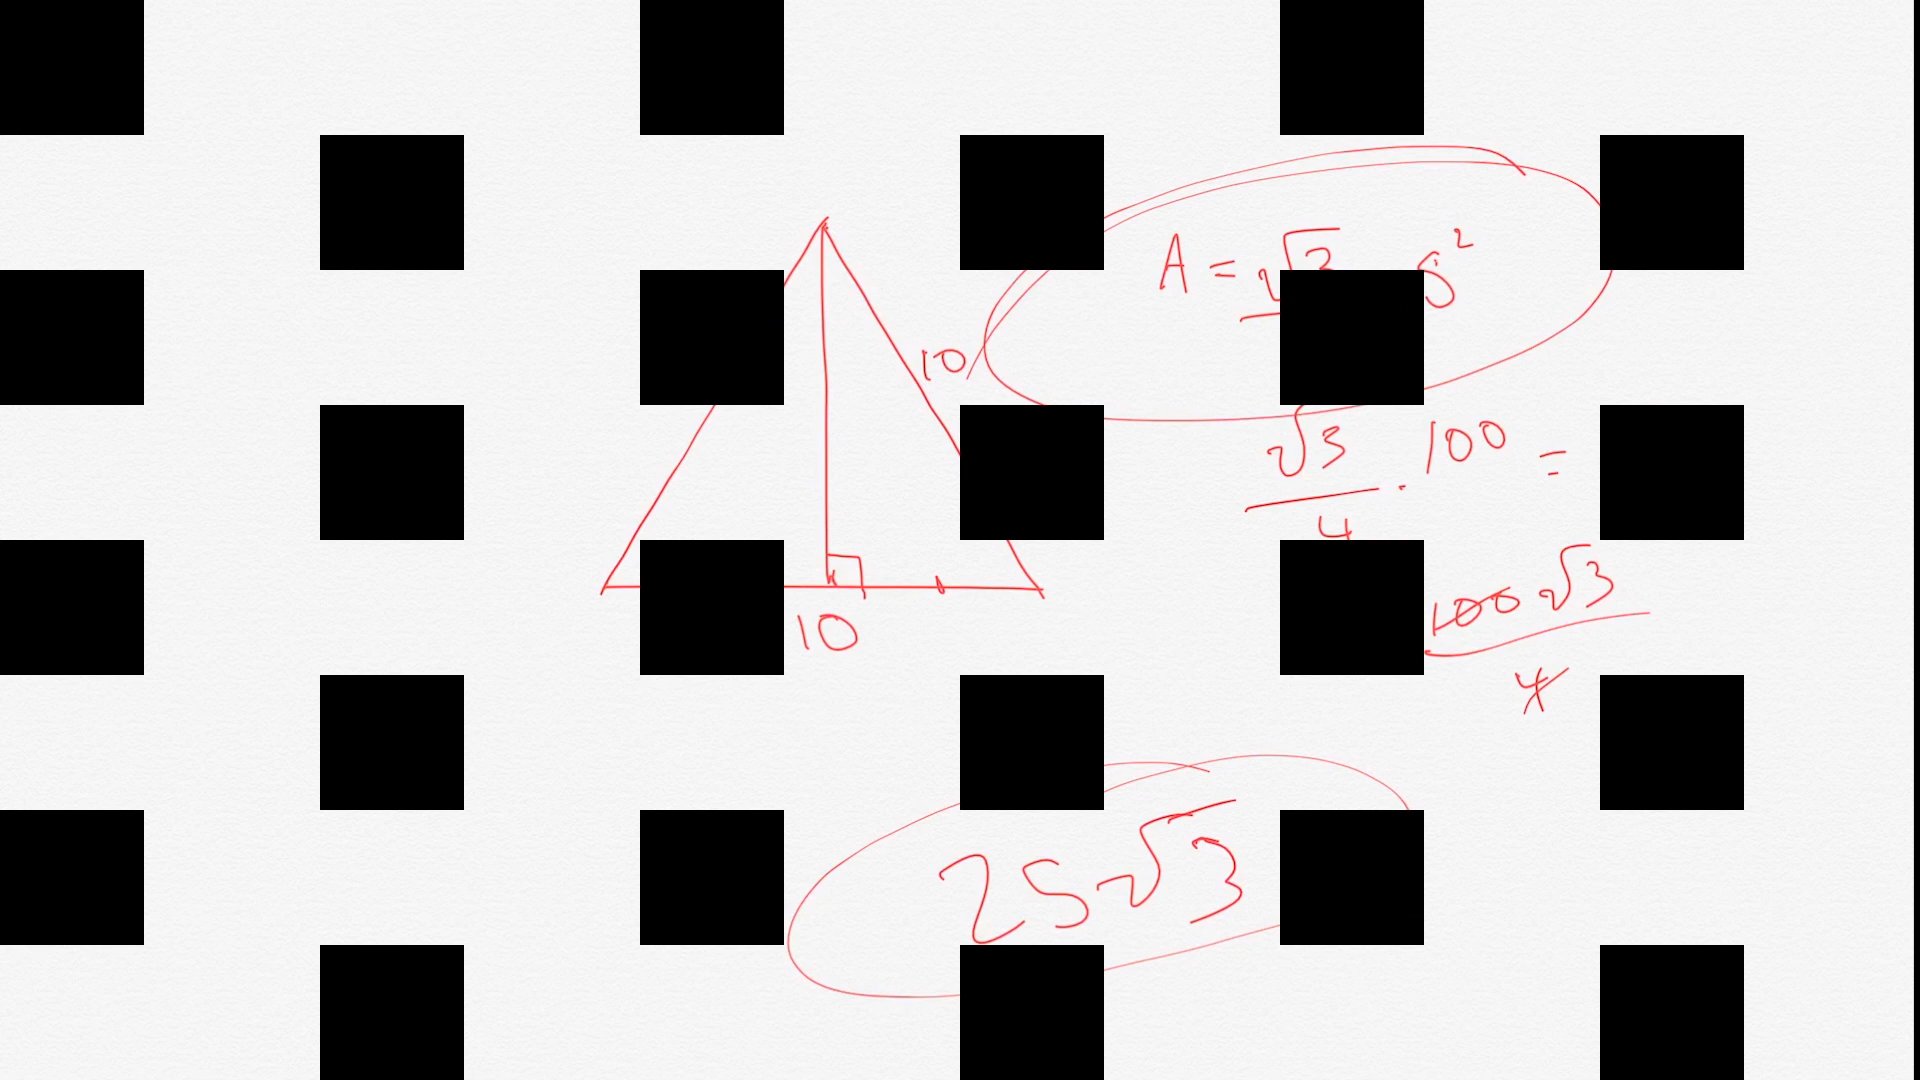 A = √3 s²
10
√3/4 · 100 =
100√3/4
10
25√3